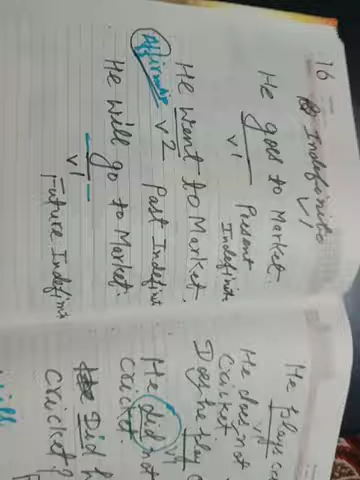 16
Indefinite
V1
He goes to Market.
V1 Present
Indefinite
He went to Market.
Affirmative V2 Past Indefini
He will go to Market.
V1
Future Indefini
He plays
He does not
cricket
Does he play
He did not
cricket.
Did h
cricket?